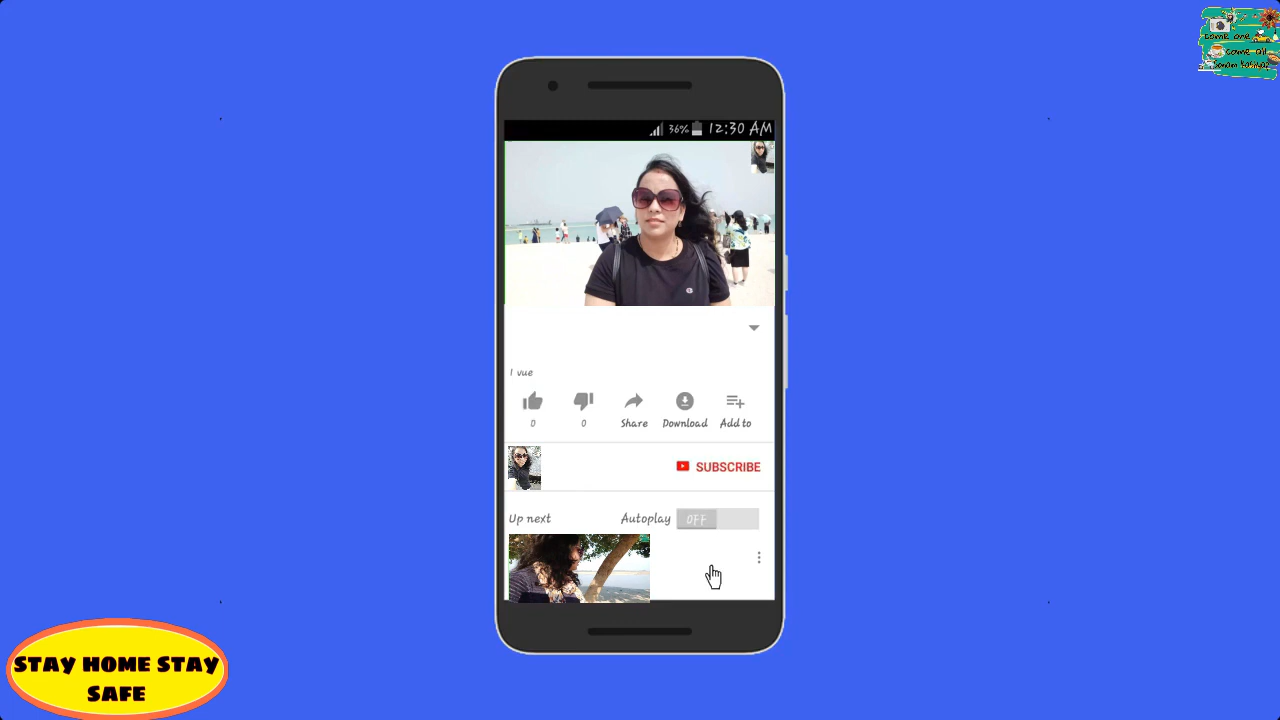 come one
come all
36% 12:30 AM
1 vue
0 0 Share Download Add to
SUBSCRIBE
Up next Autoplay OFF
STAY HOME STAY
SAFE